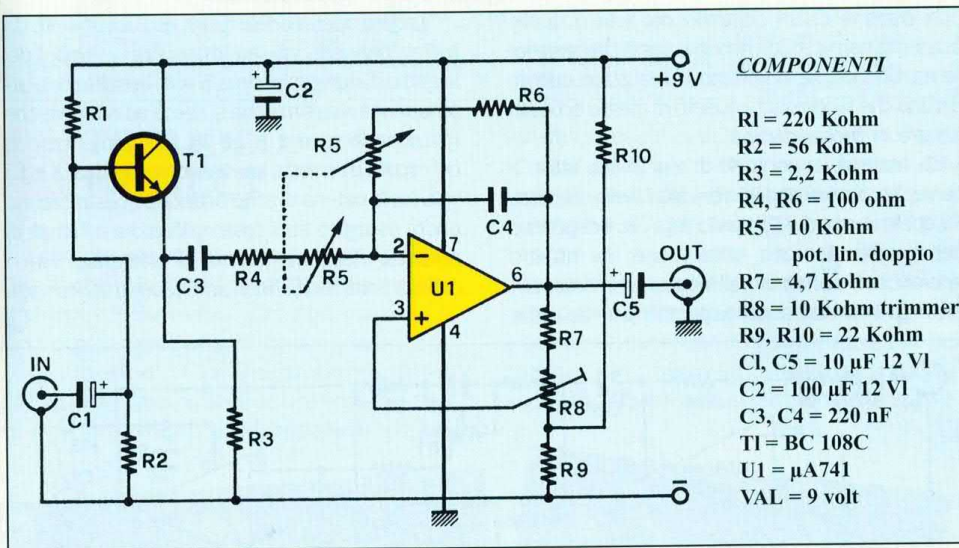 R1
T1
C2
R5
R6
+9 V
R10
C4
C3
R4
R5
2
7
3
4
6
U1
OUT
C5
R7
R8
R9
IN
C1
R2
R3
COMPONENTI
Rl = 220 Kohm
R2 = 56 Kohm
R3 = 2,2 Kohm
R4, R6 = 100 ohm
R5 = 10 Kohm
pot. lin. doppio
R7 = 4,7 Kohm
R8 = 10 Kohm trimmer
R9, R10 = 22 Kohm
Cl, C5 = 10 µF 12 Vl
C2 = 100 µF 12 Vl
C3, C4 = 220 nF
Tl = BC 108C
U1 = µA741
VAL = 9 volt